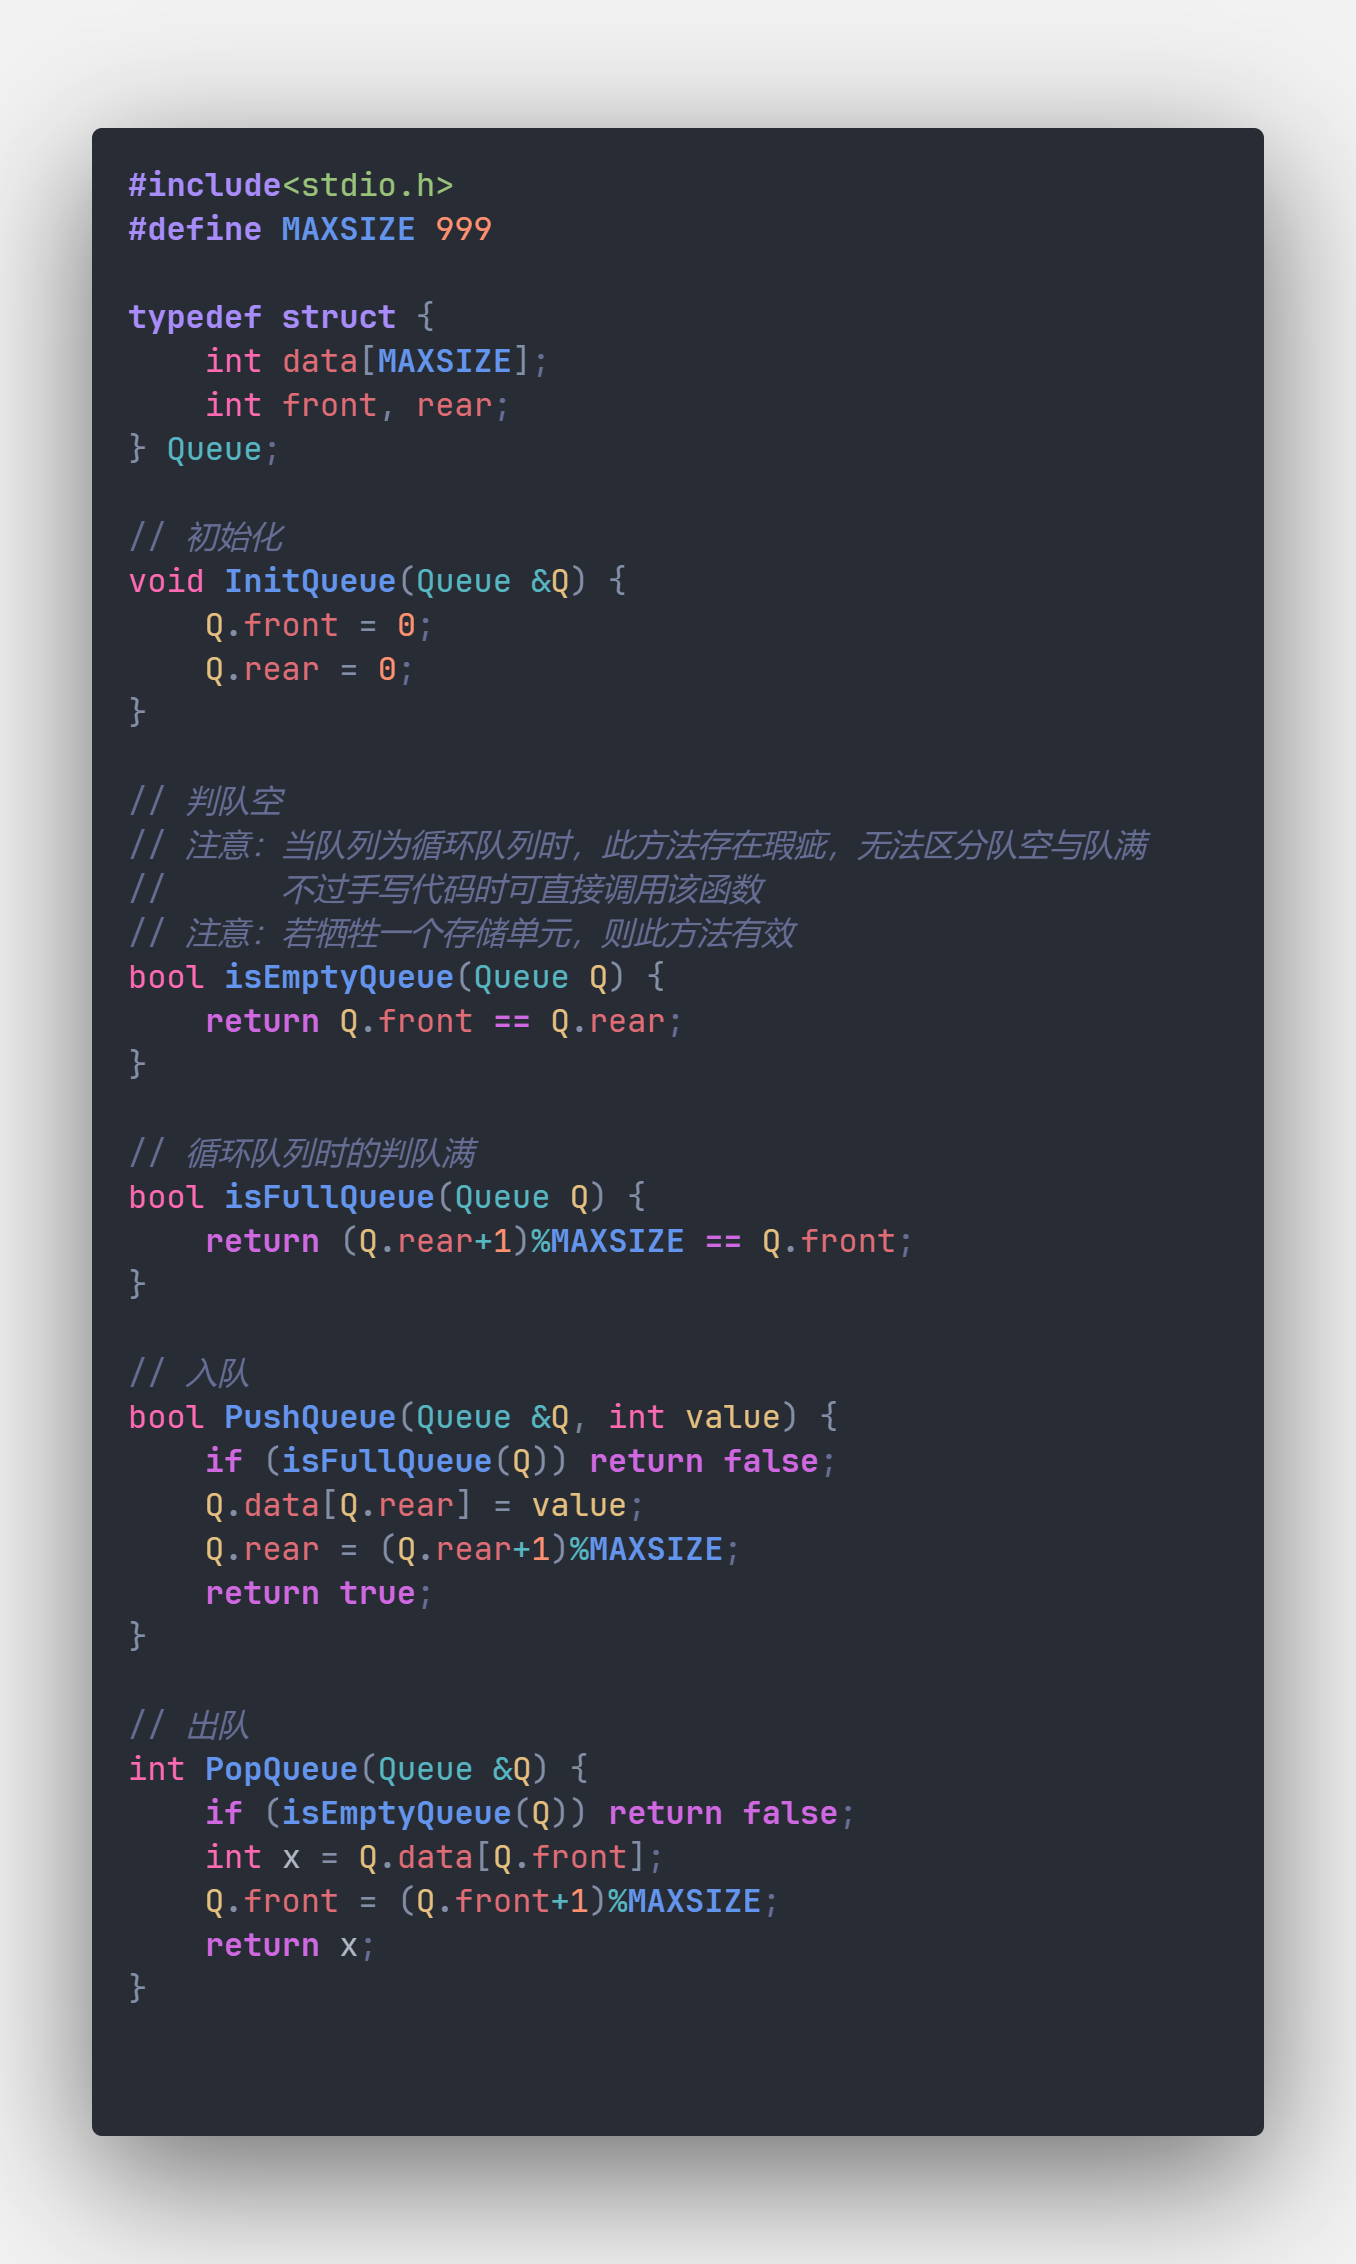 #include<stdio.h>
#define MAXSIZE 999

typedef struct {
    int data[MAXSIZE];
    int front, rear;
} Queue;

// 初始化
void InitQueue(Queue &Q) {
    Q.front = 0;
    Q.rear = 0;
}

// 判队空
// 注意：当队列为循环队列时，此方法存在瑕疵，无法区分队空与队满
//      不过手写代码时可直接调用该函数
// 注意：若牺牲一个存储单元，则此方法有效
bool isEmptyQueue(Queue Q) {
    return Q.front == Q.rear;
}

// 循环队列时的判队满
bool isFullQueue(Queue Q) {
    return (Q.rear+1)%MAXSIZE == Q.front;
}

// 入队
bool PushQueue(Queue &Q, int value) {
    if (isFullQueue(Q)) return false;
    Q.data[Q.rear] = value;
    Q.rear = (Q.rear+1)%MAXSIZE;
    return true;
}

// 出队
int PopQueue(Queue &Q) {
    if (isEmptyQueue(Q)) return false;
    int x = Q.data[Q.front];
    Q.front = (Q.front+1)%MAXSIZE;
    return x;
}